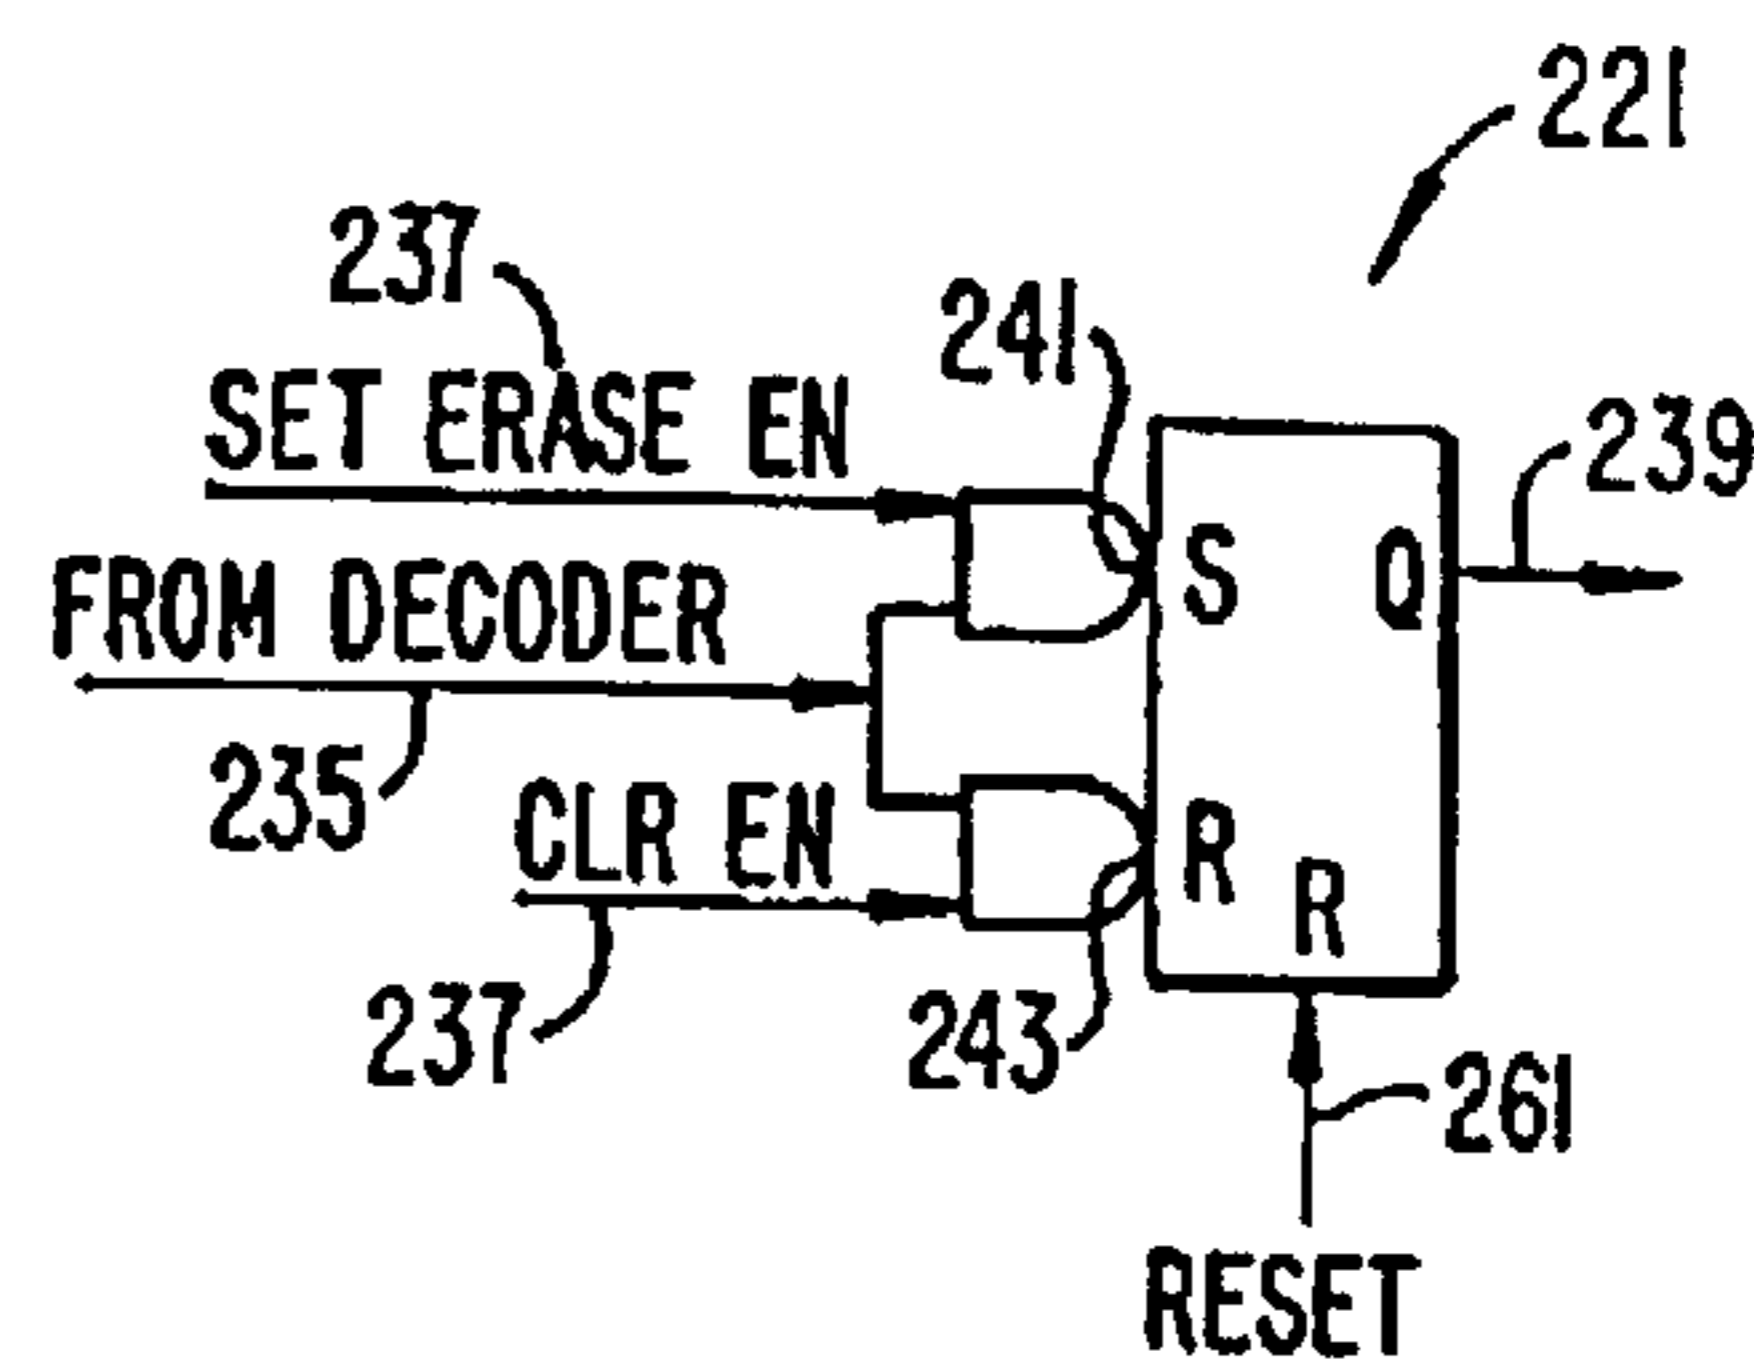 221
237
241
SET ERASE EN
239
S
Q
FROM DECODER
235
CLR EN
R
R
237
243
261
RESET